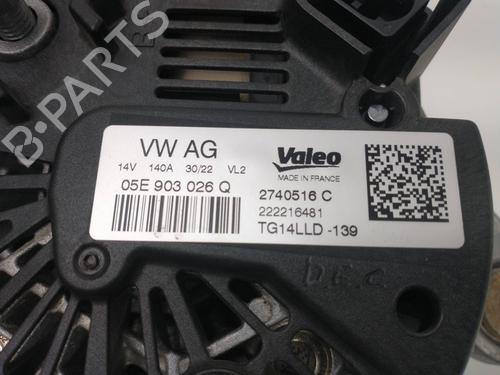 B-PARTS
VW AG
14V 140A 30/22 VL2
05E 903 026 Q
Valeo
MADE IN FRANCE
2740516 C
222216481
TG14LLD -139
D.E.C